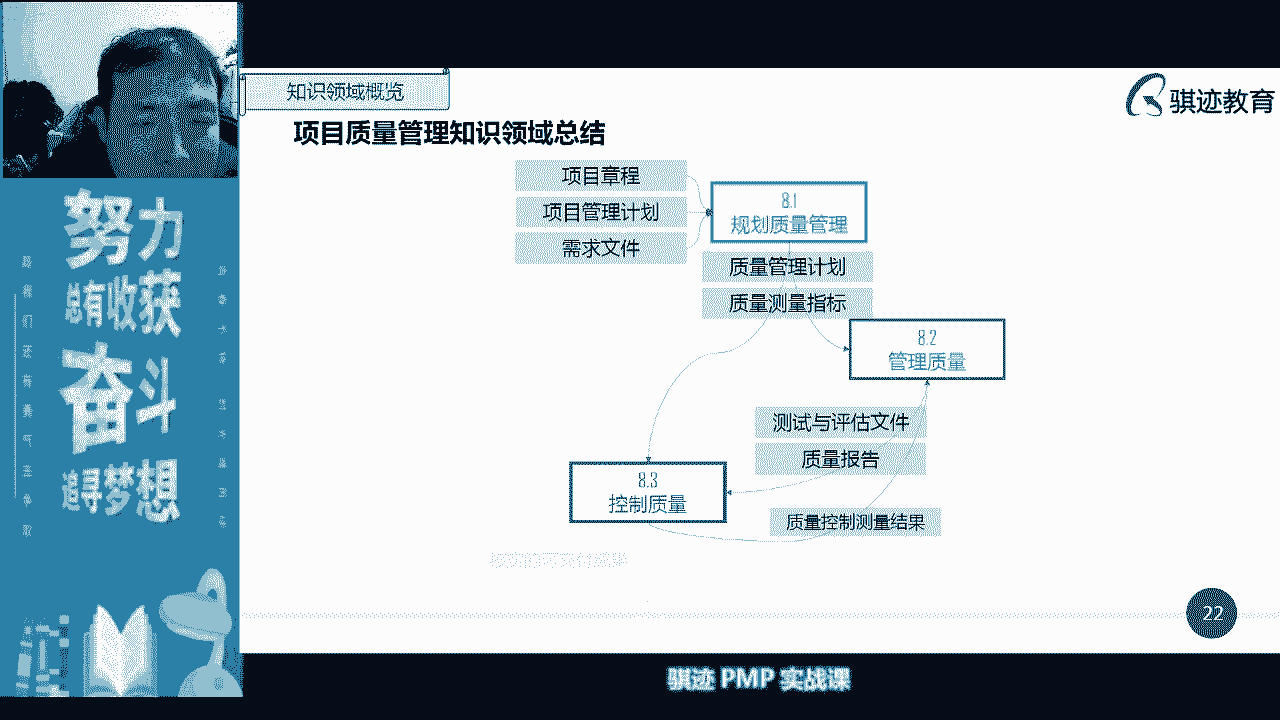 知识领域概览
骐迹教育
项目质量管理知识领域总结
项目章程
项目管理计划
需求文件
8.1
规划质量管理
质量管理计划
质量测量指标
8.2
管理质量
测试与评估文件
质量报告
8.3
控制质量
质量控制测量结果
22
努力
总有收获
奋斗
追寻梦想
骐迹 PMP 实战课